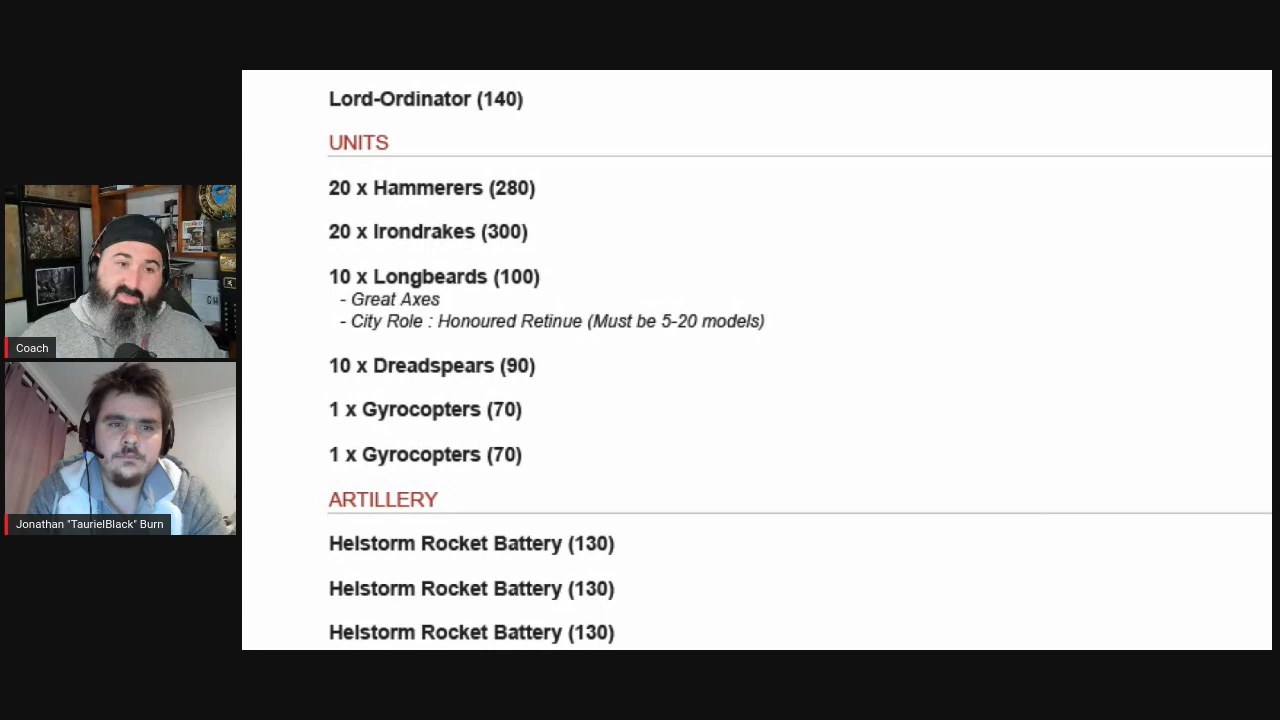 Lord-Ordinator (140)
UNITS
20 x Hammerers (280)
20 x Irondrakes (300)
10 x Longbeards (100)
- Great Axes
- City Role : Honoured Retinue (Must be 5-20 models)
10 x Dreadspears (90)
1 x Gyrocopters (70)
1 x Gyrocopters (70)
ARTILLERY
Helstorm Rocket Battery (130)
Helstorm Rocket Battery (130)
Helstorm Rocket Battery (130)
Coach
Jonathan "TaurielBlack" Burn